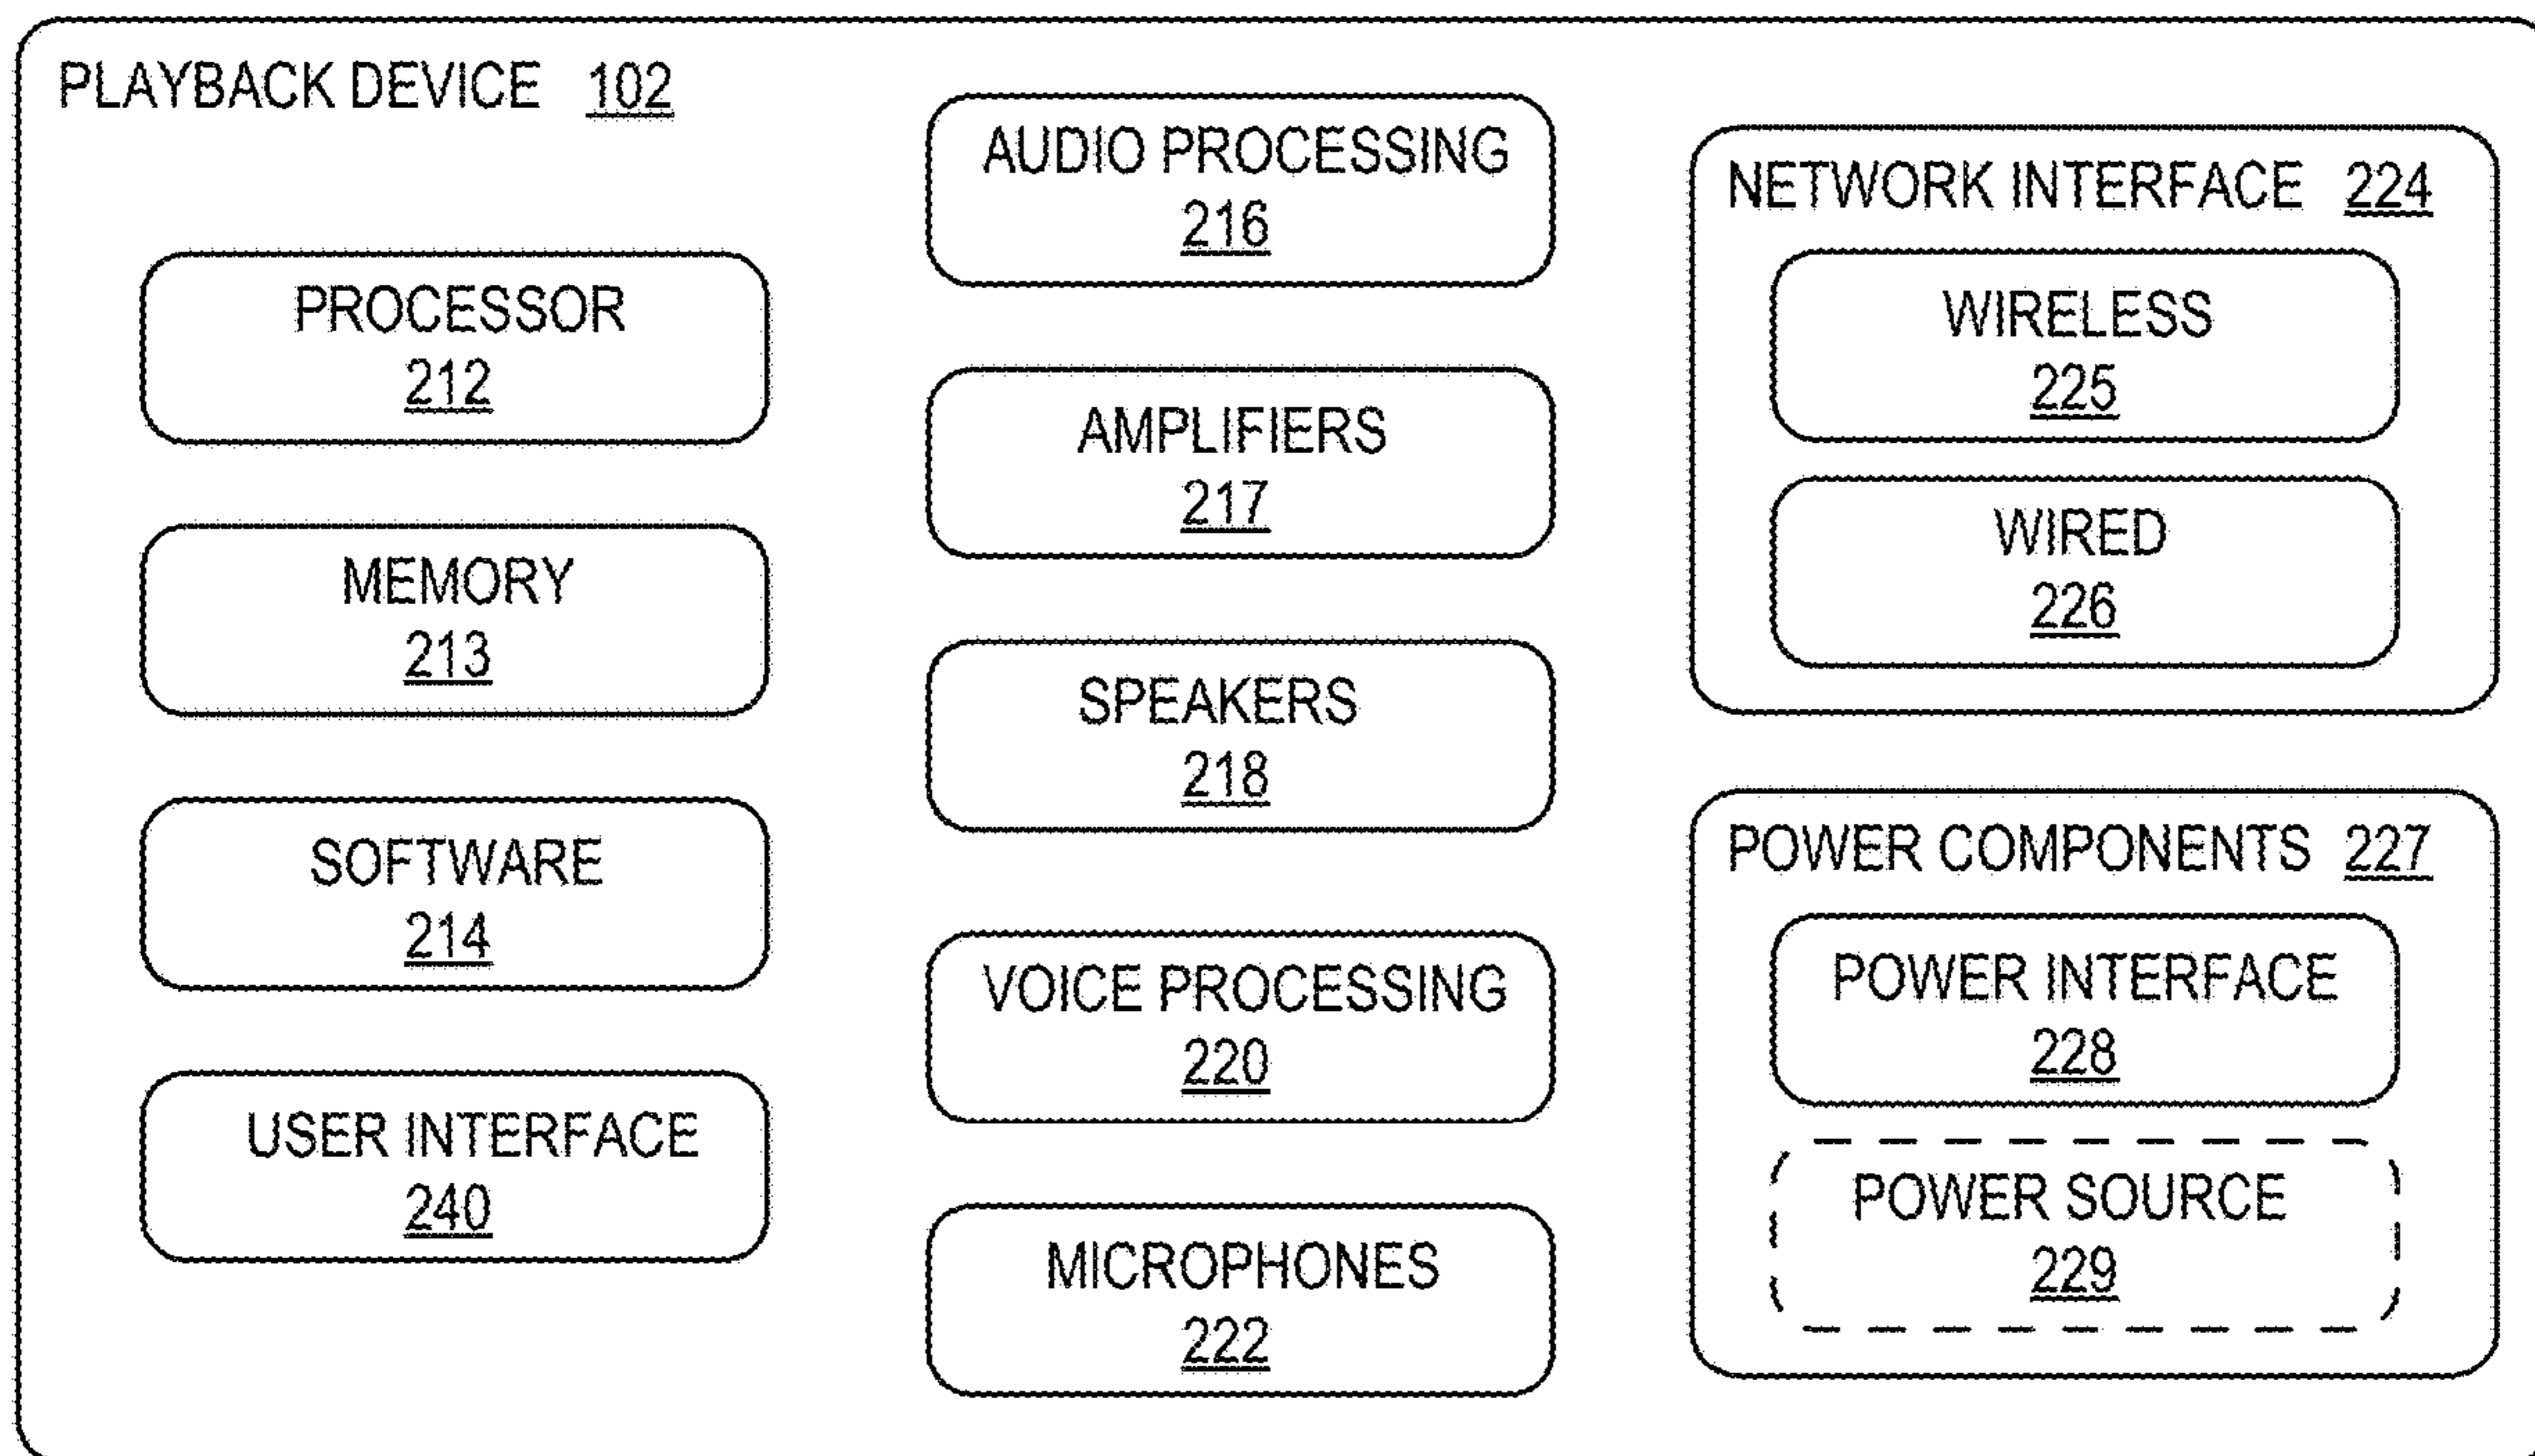 PLAYBACK DEVICE 102
PROCESSOR
212
MEMORY
213
SOFTWARE
214
USER INTERFACE
240
AUDIO PROCESSING
216
AMPLIFIERS
217
SPEAKERS
218
VOICE PROCESSING
220
MICROPHONES
222
NETWORK INTERFACE 224
WIRELESS
225
WIRED
226
POWER COMPONENTS 227
POWER INTERFACE
228
POWER SOURCE
229